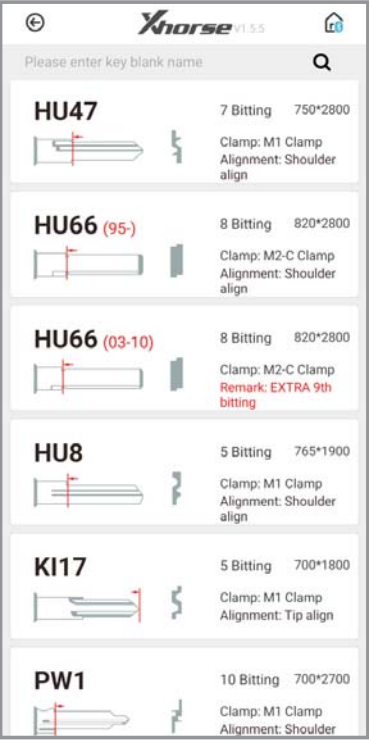 Xhorse V1.5.5
Please enter key blank name
HU47
7 Bitting 750*2800
Clamp: M1 Clamp
Alignment: Shoulder
align
HU66 (95-)
8 Bitting 820*2800
Clamp: M2-C Clamp
Alignment: Shoulder
align
HU66 (03-10)
8 Bitting 820*2800
Clamp: M2-C Clamp
Remark: EXTRA 9th
bitting
HU8
5 Bitting 765*1900
Clamp: M1 Clamp
Alignment: Shoulder
align
KI17
5 Bitting 700*1800
Clamp: M1 Clamp
Alignment: Tip align
PW1
10 Bitting 700*2700
Clamp: M1 Clamp
Alignment: Shoulder